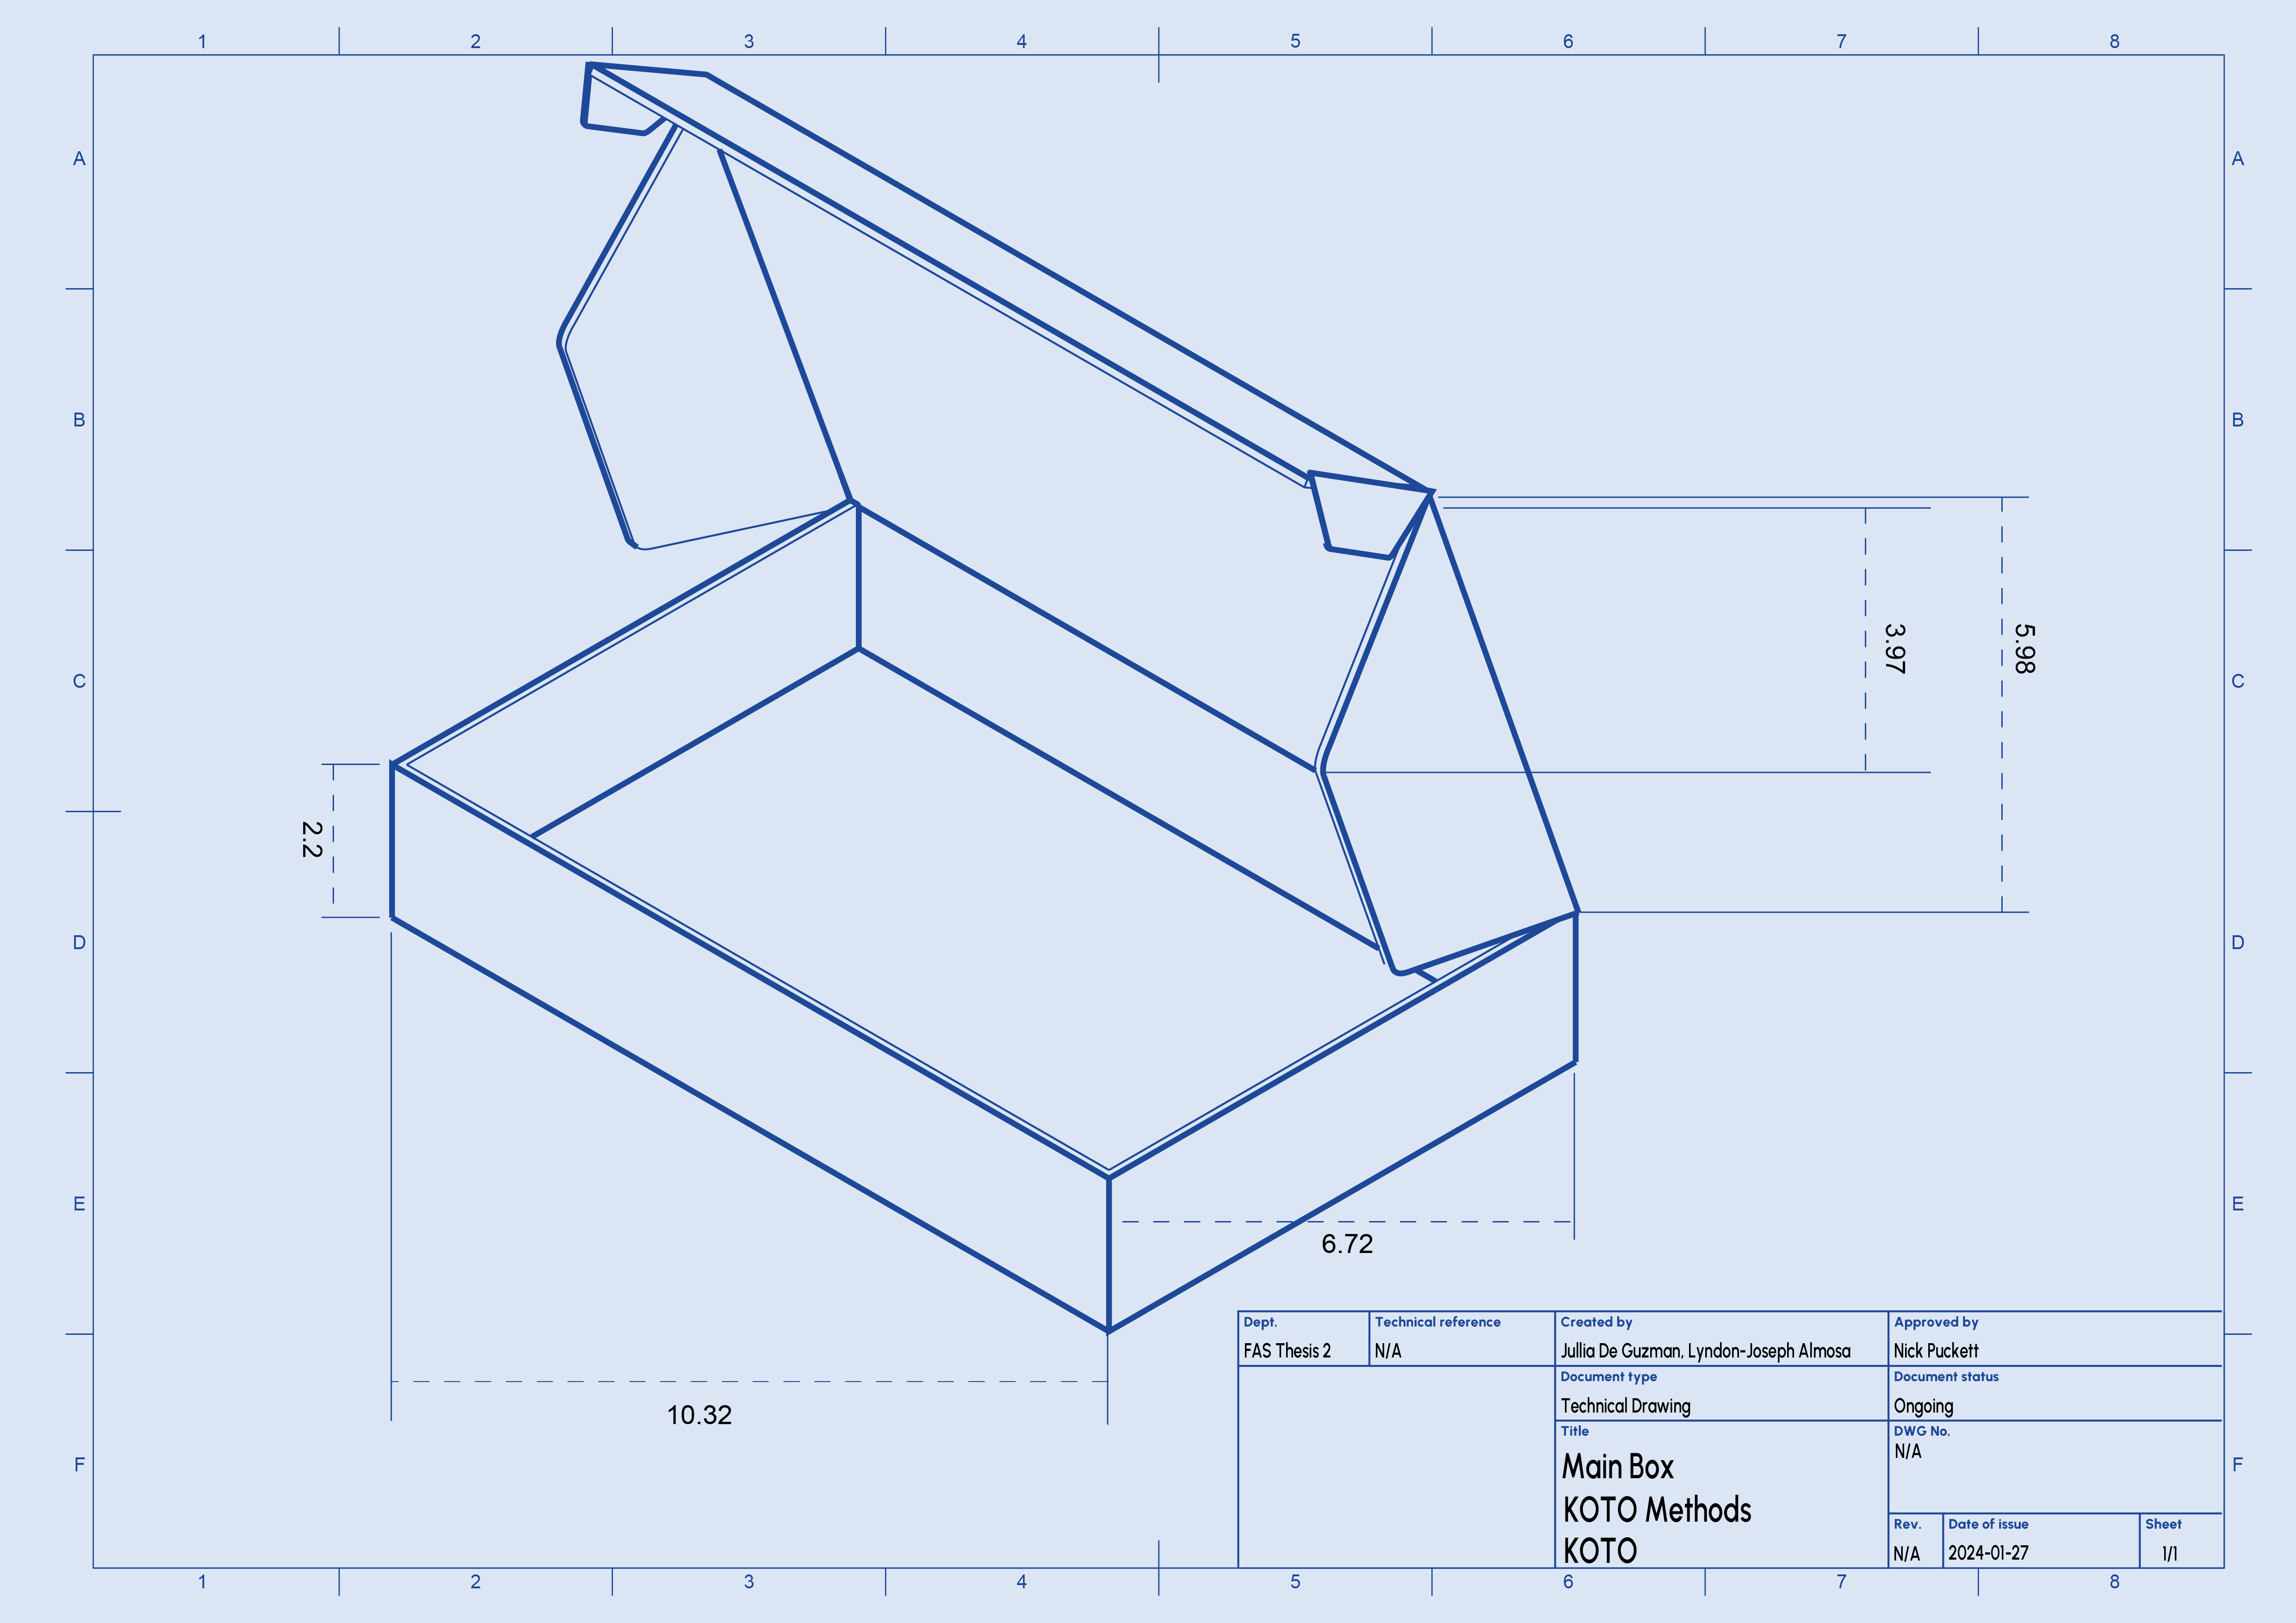 1 2 3 4 5 6 7 8
A A
B B
3.97 5.98
C C
2.2
D D
E E
6.72
10.32
Dept. Technical reference Created by Approved by
FAS Thesis 2 N/A Jullia De Guzman, Lyndon-Joseph Almosa Nick Puckett
Document type Document status
Technical Drawing Ongoing
Title DWG No.
N/A
Main Box
F F
KOTO Methods
Rev. Date of issue Sheet
KOTO
N/A 2024-01-27 1/1
1 2 3 4 5 6 7 8